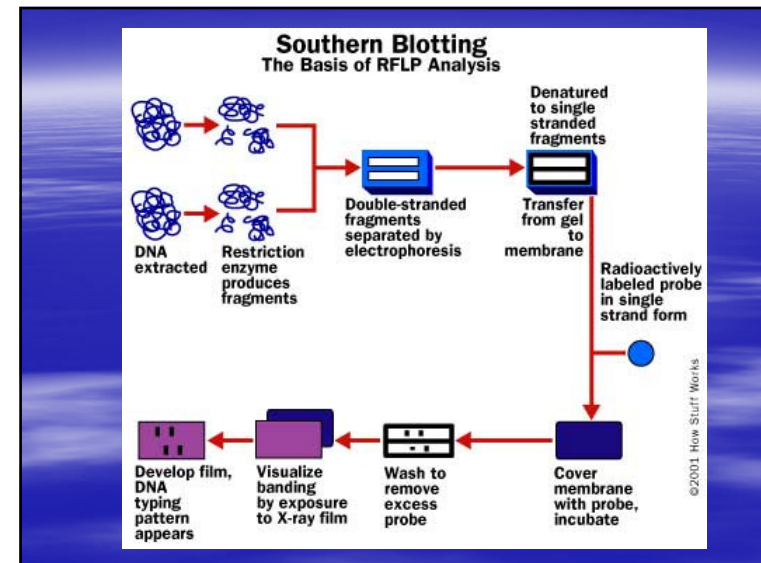 Southern Blotting
The Basis of RFLP Analysis
Denatured
to single
stranded
fragments
DNA
extracted
Restriction
enzyme
produces
fragments
Double-stranded
fragments
separated by
electrophoresis
Transfer
from gel
to
membrane
Radioactively
labeled probe
in single
strand form
Develop film,
DNA
typing
pattern
appears
Visualize
banding
by exposure
to X-ray film
Wash to
remove
excess
probe
Cover
membrane
with probe,
incubate
©2001 How Stuff Works